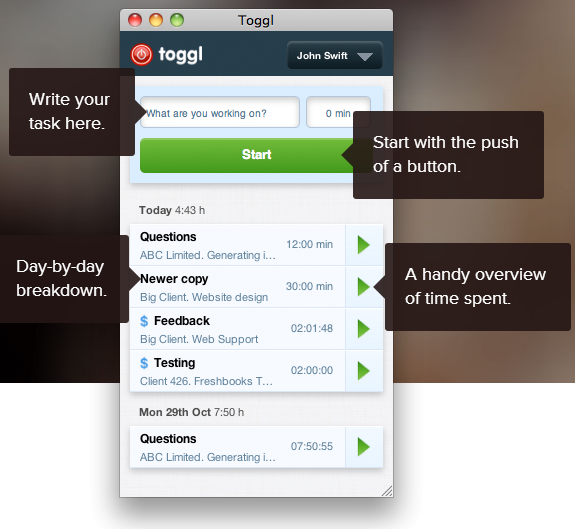 Toggl
toggl
John Swift
Write your
task here.
What are you working on?
0 min
Start
Start with the push
of a button.
Today 4:43 h
Questions
12:00 min
ABC Limited. Generating i…
Day-by-day
breakdown.
Newer copy
30:00 min
Big Client. Website design
A handy overview
of time spent.
$ Feedback
02:01:48
Big Client. Web Support
$ Testing
02:00:00
Client 426. Freshbooks T…
Mon 29th Oct 7:50 h
Questions
07:50:55
ABC Limited. Generating i…